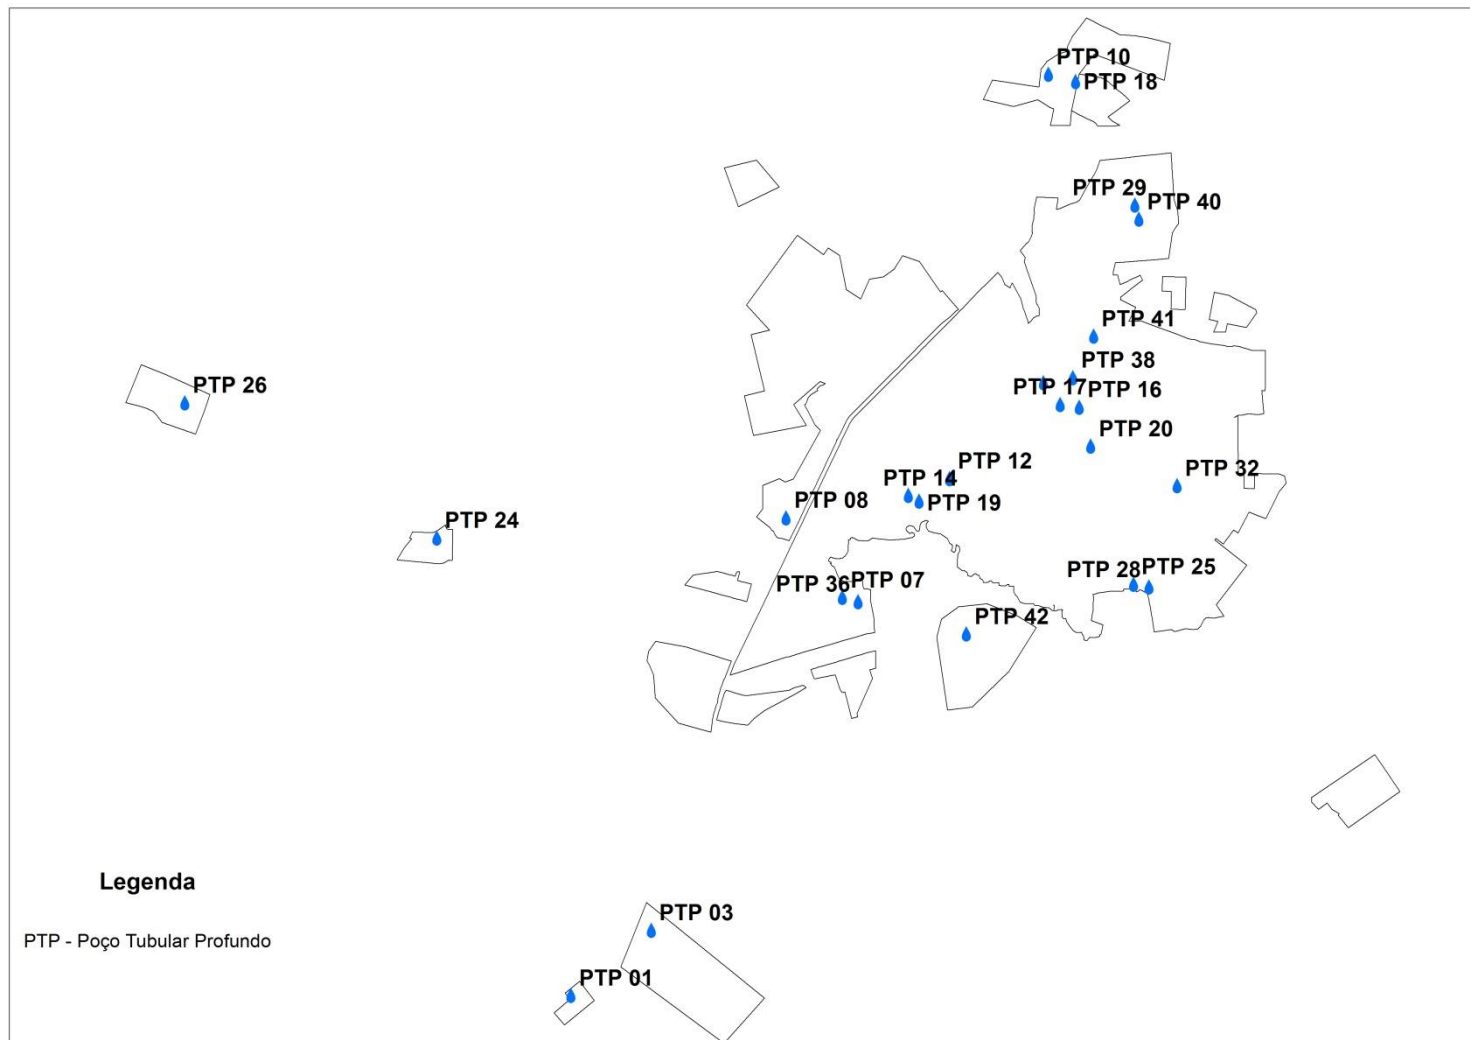 PTP 10
PTP 18
PTP 29
PTP 40
PTP 41
PTP 38
PTP 26
PTP 17
PTP 16
PTP 20
PTP 12
PTP 32
PTP 14
PTP 08
PTP 19
PTP 24
PTP 28
PTP 25
PTP 36
PTP 07
PTP 42
Legenda
PTP 03
PTP - Poço Tubular Profundo
PTP 01